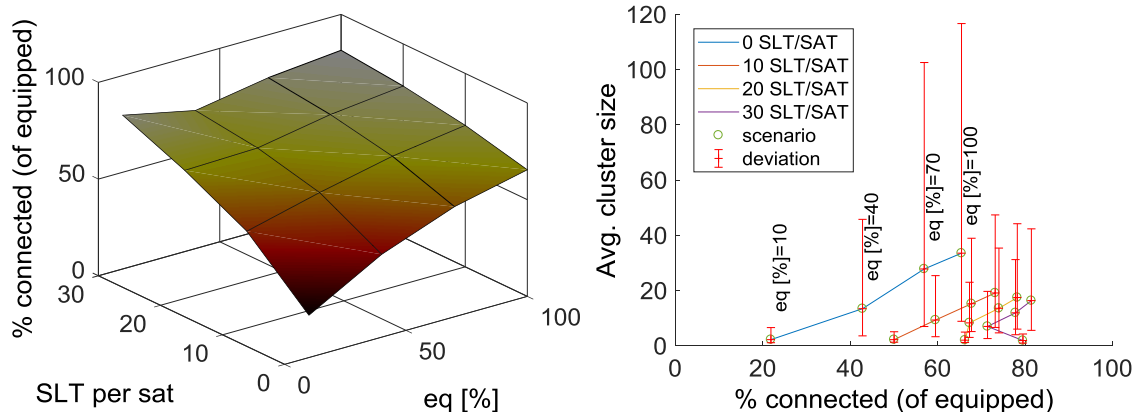 % connected (of equipped)
100
50
0
30
20
10
0
SLT per sat
0
50
100
eq [%]
Avg. cluster size
120
100
80
60
40
20
0
0 SLT/SAT
10 SLT/SAT
20 SLT/SAT
30 SLT/SAT
scenario
deviation
eq [%]=10
eq [%]=40
eq [%]=70
eq [%]=100
0
20
40
60
80
100
% connected (of equipped)